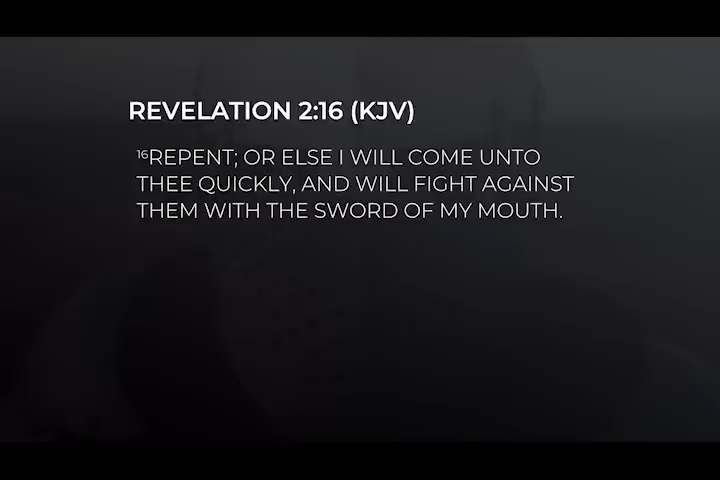 REVELATION 2:16 (KJV)
¹⁶REPENT; OR ELSE I WILL COME UNTO
THEE QUICKLY, AND WILL FIGHT AGAINST
THEM WITH THE SWORD OF MY MOUTH.